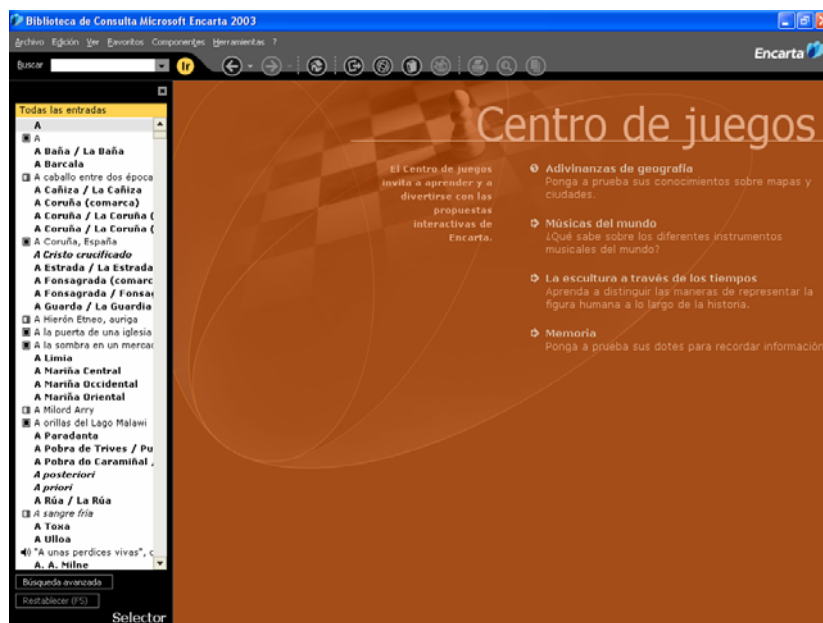 Biblioteca de Consulta Microsoft Encarta 2003
Archivo Edición Ver Favoritos Componentes Herramientas ?
Buscar
Ir
Encarta
Todas las entradas
A
A
A Baña / La Baña
A Barcala
A caballo entre dos época
A Cañiza / La Cañiza
A Coruña (comarca)
A Coruña / La Coruña (
A Coruña / La Coruña (
A Coruña, España
A Cristo crucificado
A Estrada / La Estrada
A Fonsagrada (comarc
A Fonsagrada / Fonsag
A Guarda / La Guardia
A Hierón Etneo, auriga
A la puerta de una iglesia
A la sombra en un mercad
A Limia
A Mariña Central
A Mariña Occidental
A Mariña Oriental
A Milord Arry
A orillas del Lago Malawi
A Paradanta
A Pobra de Trives / Pu
A Pobra do Caramiñal ,
A posteriori
A priori
A Rúa / La Rúa
A sangre fría
A Toxa
A Ulloa
"A unas perdices vivas", c
A. A. Milne
Búsqueda avanzada
Restablecer (F5)
Selector
Centro de juegos
El Centro de juegos
invita a aprender y a
divertirse con las
propuestas
interactivas de
Encarta.
Adivinanzas de geografía
Ponga a prueba sus conocimientos sobre mapas y
ciudades.
Músicas del mundo
¿Qué sabe sobre los diferentes instrumentos
musicales del mundo?
La escultura a través de los tiempos
Aprenda a distinguir las maneras de representar la
figura humana a lo largo de la historia.
Memoria
Ponga a prueba sus dotes para recordar información